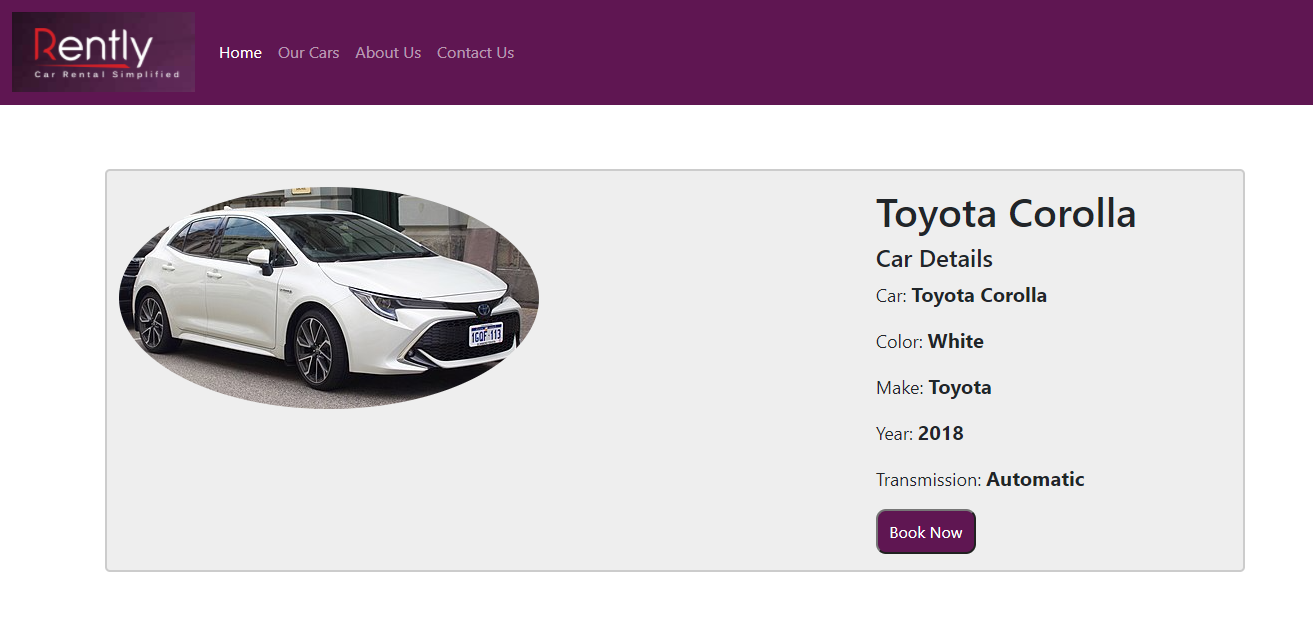 Rently
Car Rental Simplified
Home Our Cars About Us Contact Us
Toyota Corolla
Car Details
Car: Toyota Corolla
Color: White
Make: Toyota
Year: 2018
Transmission: Automatic
Book Now
1GQF·113